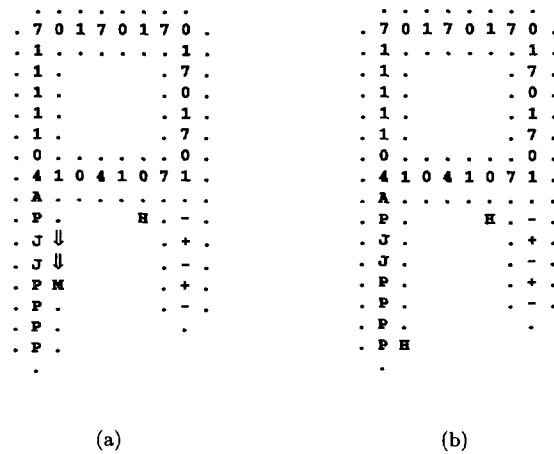 . . . . . . . .
. 7 0 1 7 0 1 7 0 .
. 1 . . . . . . 1 .
. 1 . . 7 .
. 1 . . 0 .
. 1 . . 1 .
. 1 . . 7 .
. 0 . . . . . . 0 .
. 4 1 0 4 1 0 7 1 .
. A . . . . . . . .
. P . H . - .
. J ⇓ . + .
. J ⇓ . - .
. P M . + .
. P . . - .
. P . .
. P .
.
(a)
. . . . . . . .
. 7 0 1 7 0 1 7 0 .
. 1 . . . . . . 1 .
. 1 . . 7 .
. 1 . . 0 .
. 1 . . 1 .
. 1 . . 7 .
. 0 . . . . . . 0 .
. 4 1 0 4 1 0 7 1 .
. A . . . . . . . .
. P . H . - .
. J . . + .
. J . . - .
. P . . + .
. P . . - .
. P . .
. P H
.
(b)